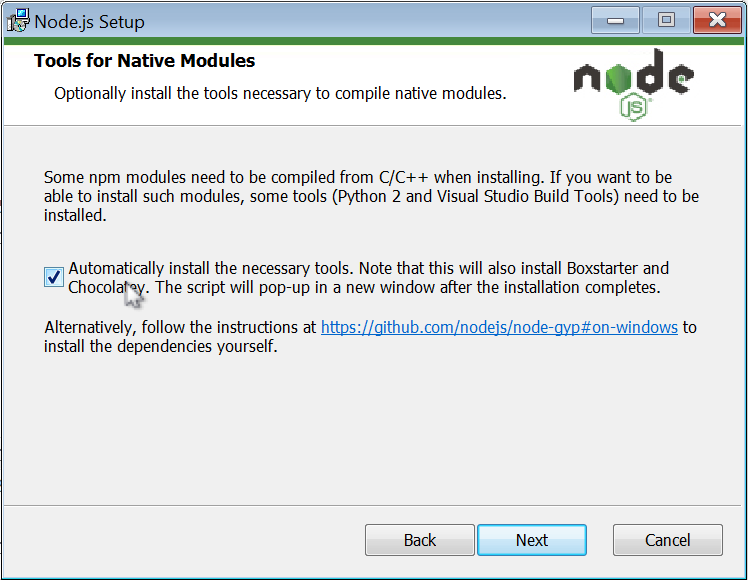 Node.js Setup
Tools for Native Modules
Optionally install the tools necessary to compile native modules.
node
JS
Some npm modules need to be compiled from C/C++ when installing. If you want to be
able to install such modules, some tools (Python 2 and Visual Studio Build Tools) need to be
installed.
Automatically install the necessary tools. Note that this will also install Boxstarter and
Chocolatey. The script will pop-up in a new window after the installation completes.
Alternatively, follow the instructions at https://github.com/nodejs/node-gyp#on-windows to
install the dependencies yourself.
Back
Next
Cancel